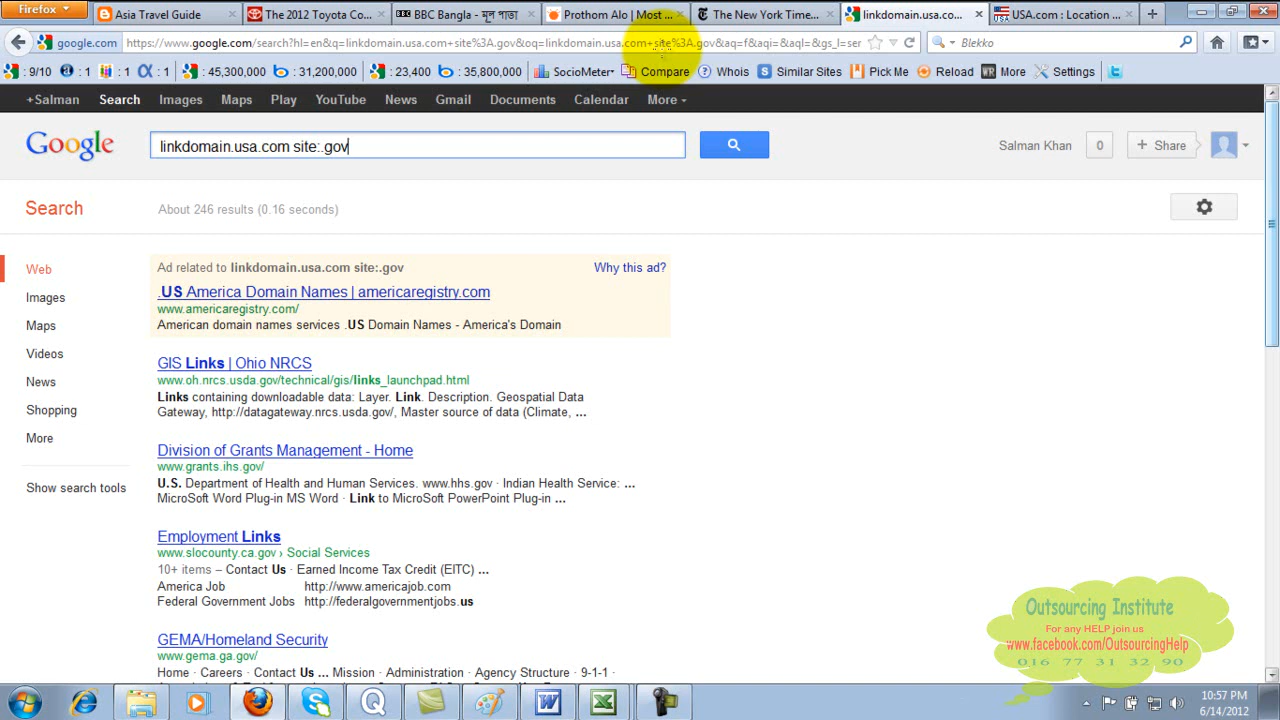 Firefox
Asia Travel Guide
The 2012 Toyota Co...
BBC Bangla - মূল পাতা
Prothom Alo | Most ...
The New York Time...
linkdomain.usa.co...
USA.com : Location ...
google.com
https://www.google.com/search?hl=en&q=linkdomain.usa.com+site%3A.gov&oq=linkdomain.usa.com+site%3A.gov&aq=f&aqi=&aql=&gs_l=ser
Blekko
: 9/10 : 1 : 1 : 1 : 45,300,000 : 31,200,000 : 23,400 : 35,800,000 SocioMeter Compare Whois Similar Sites Pick Me Reload More Settings
+Salman Search Images Maps Play YouTube News Gmail Documents Calendar More
Google
linkdomain.usa.com site:.gov
Salman Khan 0 + Share
Search
About 246 results (0.16 seconds)
Web
Images
Maps
Videos
News
Shopping
More
Show search tools
Ad related to linkdomain.usa.com site:.gov
Why this ad?
.US America Domain Names | americaregistry.com
www.americaregistry.com/
American domain names services .US Domain Names - America's Domain
GIS Links | Ohio NRCS
www.oh.nrcs.usda.gov/technical/gis/links_launchpad.html
Links containing downloadable data: Layer. Link. Description. Geospatial Data
Gateway, http://datagateway.nrcs.usda.gov/, Master source of data (Climate, ...
Division of Grants Management - Home
www.grants.ihs.gov/
U.S. Department of Health and Human Services. www.hhs.gov · Indian Health Service: ...
MicroSoft Word Plug-in MS Word · Link to MicroSoft PowerPoint Plug-in ...
Employment Links
www.slocounty.ca.gov › Social Services
10+ items – Contact Us · Earned Income Tax Credit (EITC) ...
America Job http://www.americajob.com
Federal Government Jobs http://federalgovernmentjobs.us
GEMA/Homeland Security
www.gema.ga.gov/
Home · Careers · Contact Us ... Mission · Administration · Agency Structure · 9-1-1 ·
Outsourcing Institute
For any HELP join us
www.facebook.com/OutsourcingHelp
016 77 31 32 90
10:57 PM
6/14/2012